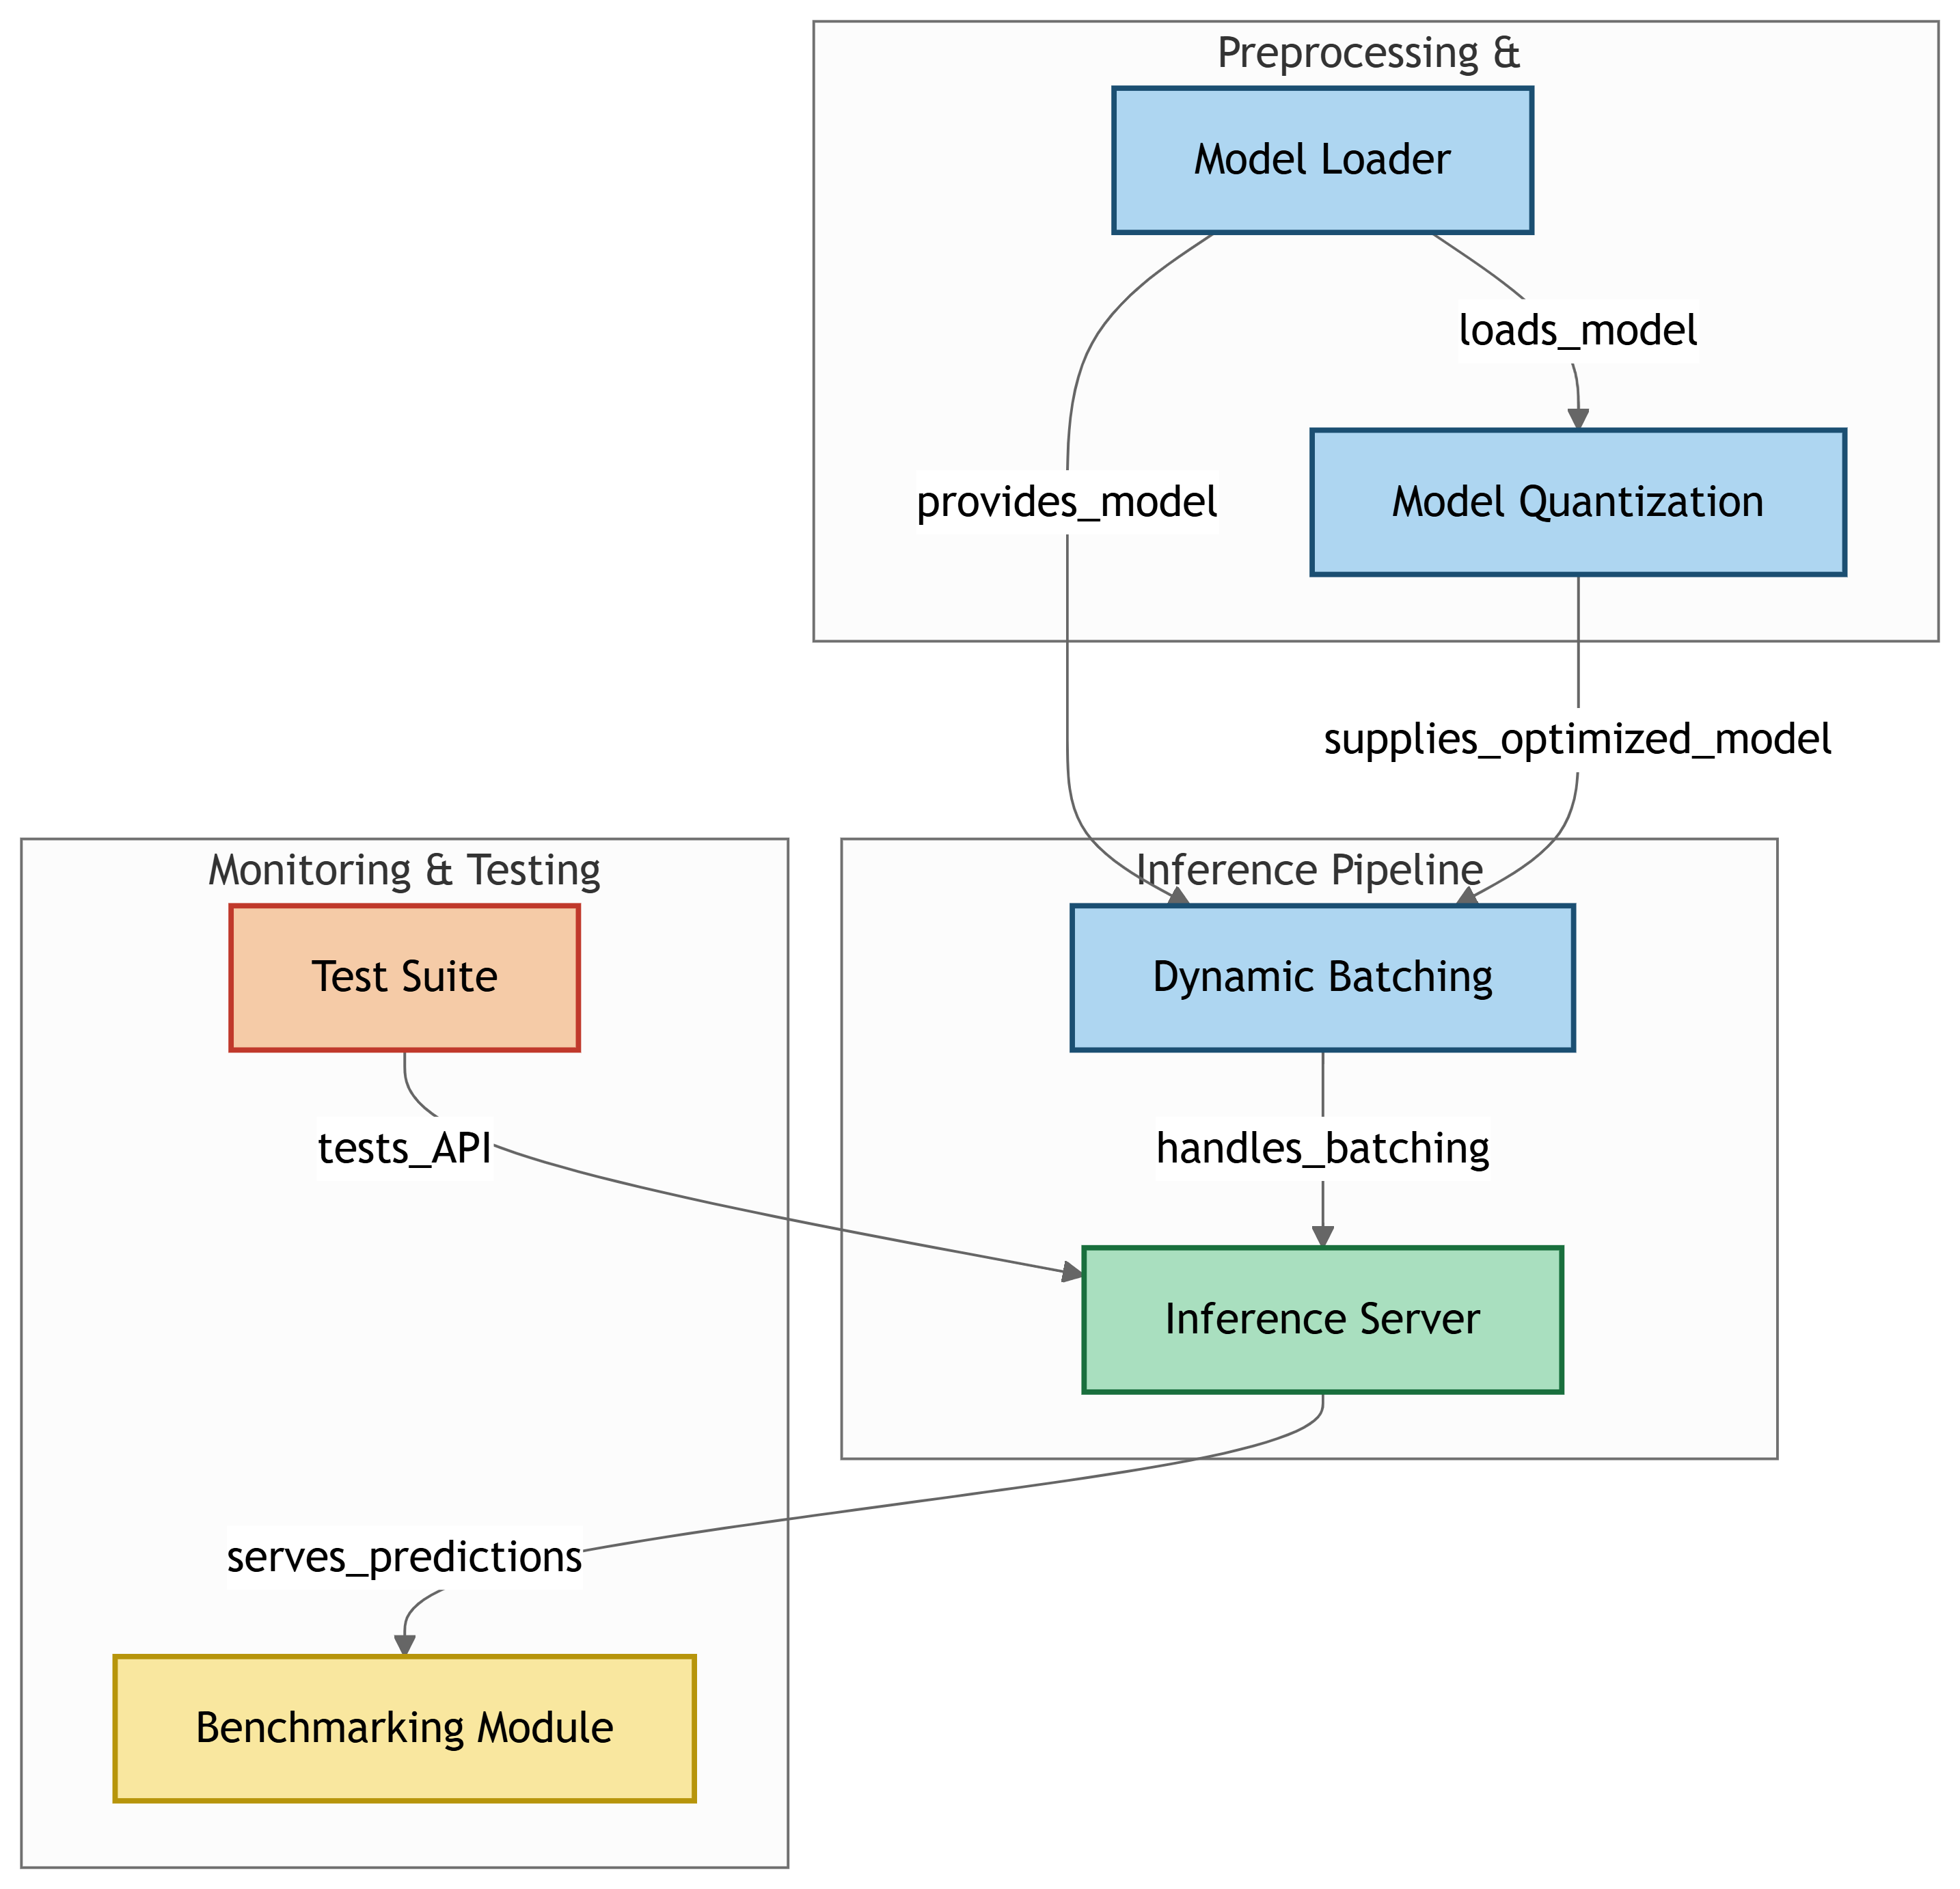 Preprocessing &
Model Loader
loads_model
provides_model
Model Quantization
supplies_optimized_model
Monitoring & Testing
Inference Pipeline
Test Suite
Dynamic Batching
tests_API
handles_batching
Inference Server
serves_predictions
Benchmarking Module